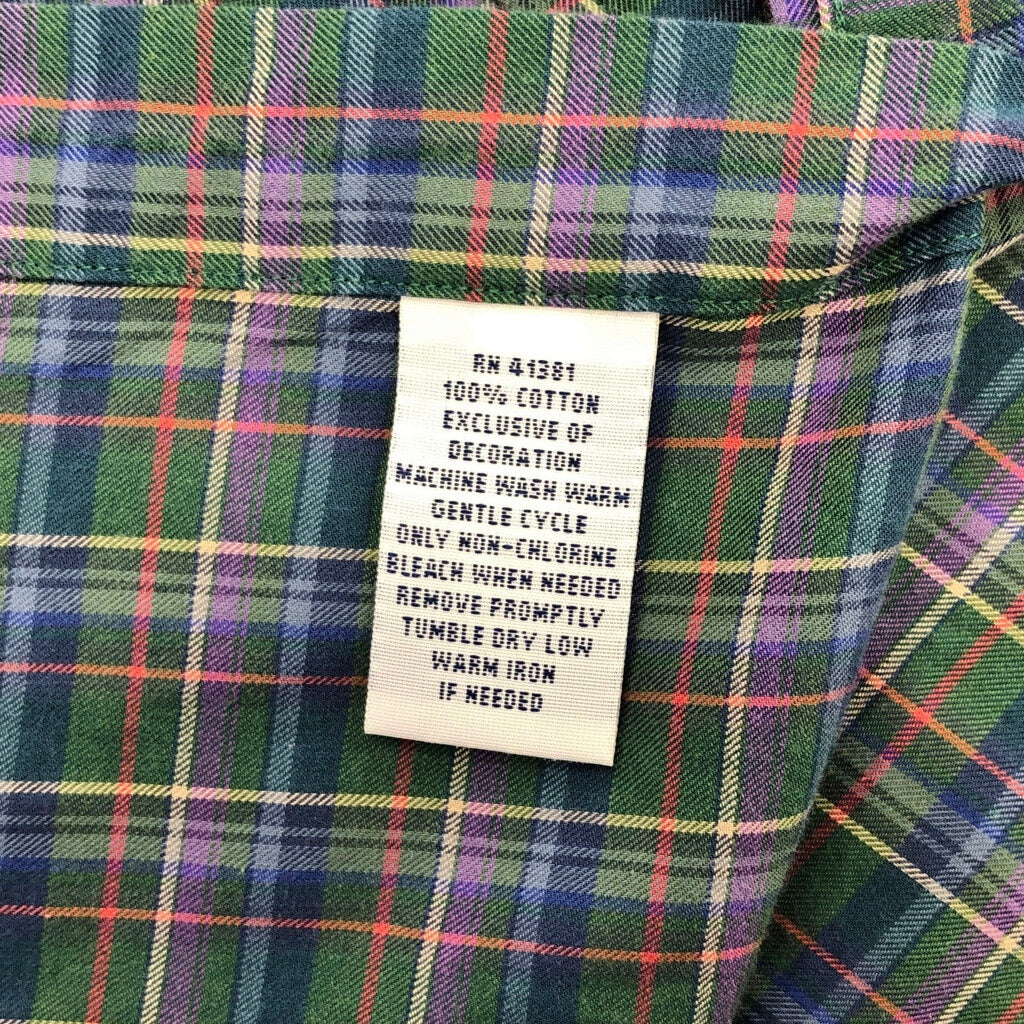 RN 41381
100% COTTON
EXCLUSIVE OF
DECORATION
MACHINE WASH WARM
GENTLE CYCLE
ONLY NON-CHLORINE
BLEACH WHEN NEEDED
REMOVE PROMPTLY
TUMBLE DRY LOW
WARM IRON
IF NEEDED